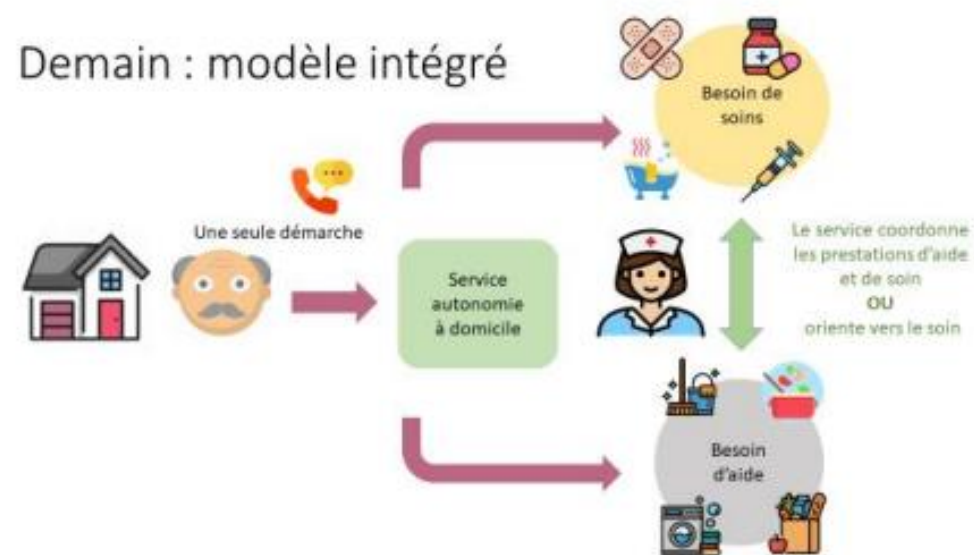 Demain : modèle intégré
Besoin de
soins
Une seule démarche
Service
autonomie
à domicile
Le service coordonne
les prestations d'aide
et de soin
OU
oriente vers le soin
Besoin
d'aide